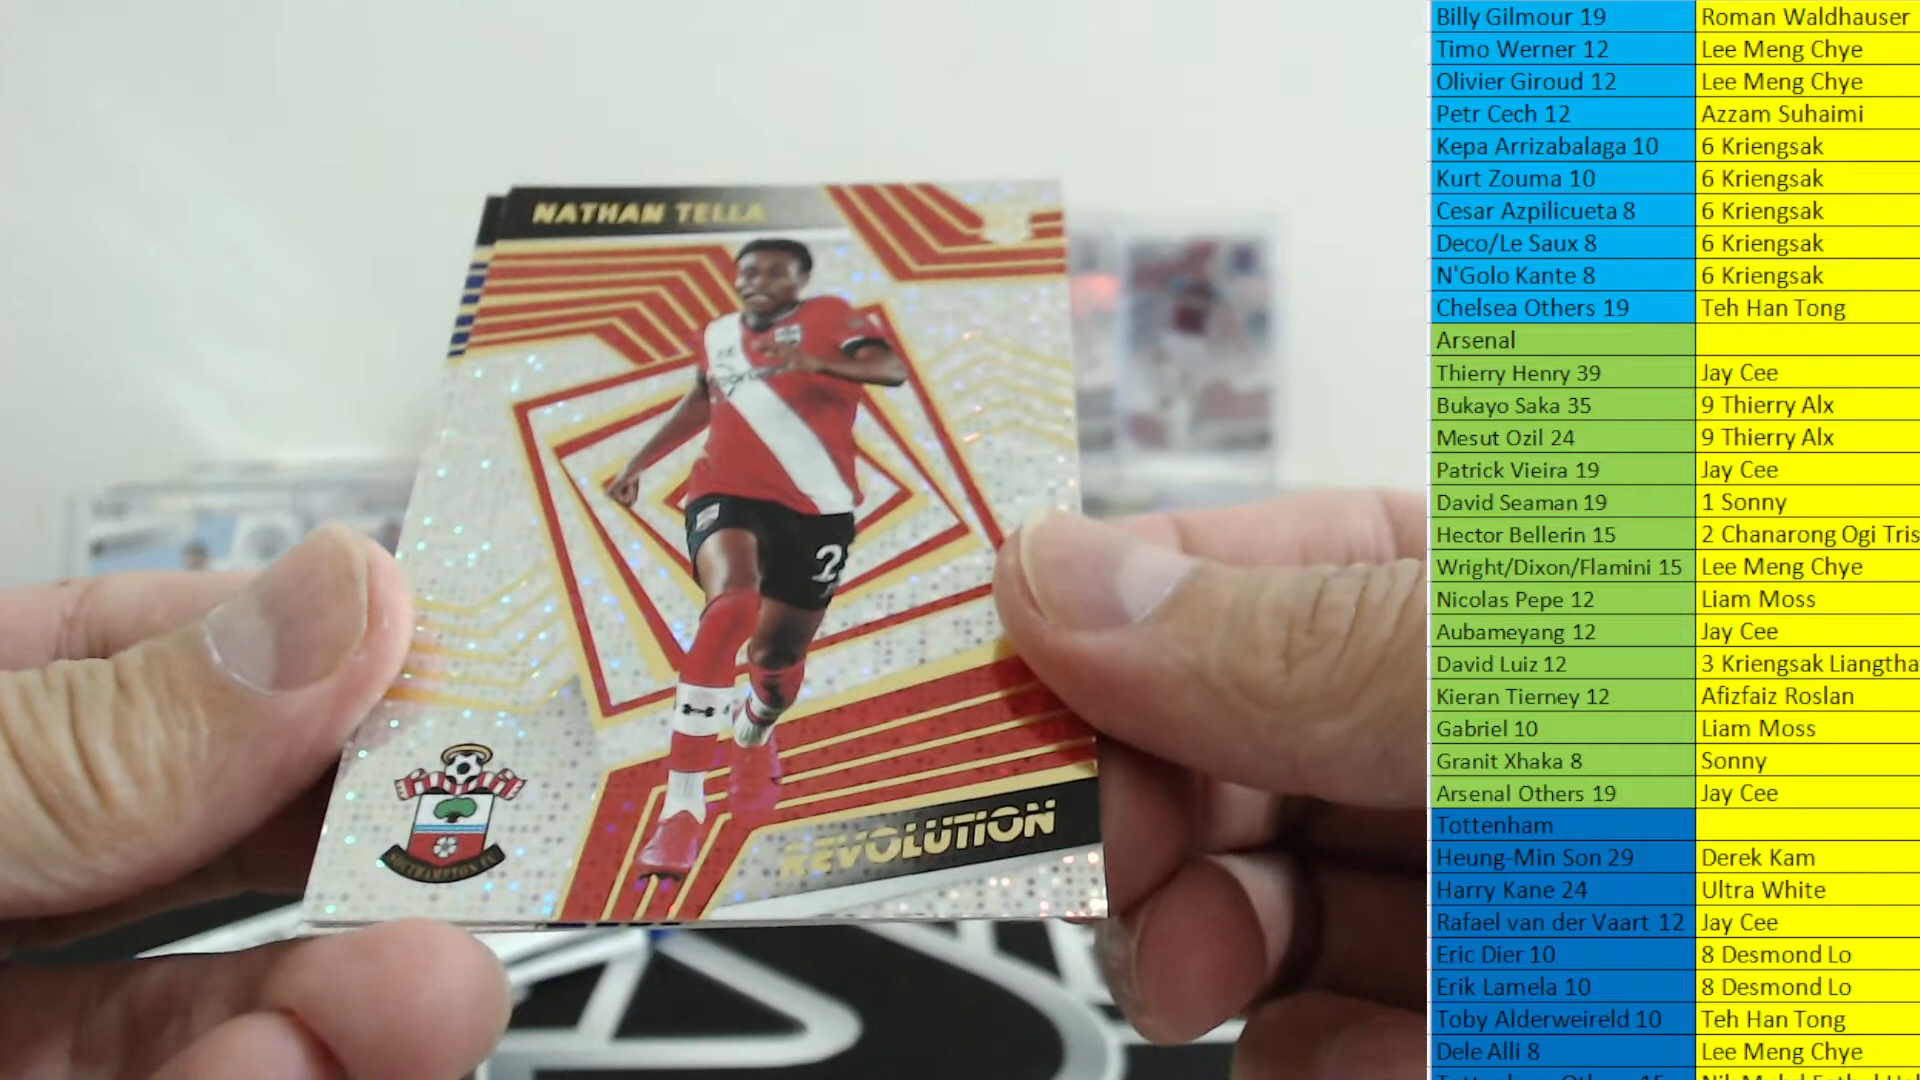 NATHAN TELLA
2
REVOLUTION
SOUTHAMPTON FC
Billy Gilmour 19 Roman Waldhauser
Timo Werner 12 Lee Meng Chye
Olivier Giroud 12 Lee Meng Chye
Petr Cech 12 Azzam Suhaimi
Kepa Arrizabalaga 10 6 Kriengsak
Kurt Zouma 10 6 Kriengsak
Cesar Azpilicueta 8 6 Kriengsak
Deco/Le Saux 8 6 Kriengsak
N'Golo Kante 8 6 Kriengsak
Chelsea Others 19 Teh Han Tong
Arsenal
Thierry Henry 39 Jay Cee
Bukayo Saka 35 9 Thierry Alx
Mesut Ozil 24 9 Thierry Alx
Patrick Vieira 19 Jay Cee
David Seaman 19 1 Sonny
Hector Bellerin 15 2 Chanarong Ogi Tris
Wright/Dixon/Flamini 15 Lee Meng Chye
Nicolas Pepe 12 Liam Moss
Aubameyang 12 Jay Cee
David Luiz 12 3 Kriengsak Liangtha
Kieran Tierney 12 Afizfaiz Roslan
Gabriel 10 Liam Moss
Granit Xhaka 8 Sonny
Arsenal Others 19 Jay Cee
Tottenham
Heung-Min Son 29 Derek Kam
Harry Kane 24 Ultra White
Rafael van der Vaart 12 Jay Cee
Eric Dier 10 8 Desmond Lo
Erik Lamela 10 8 Desmond Lo
Toby Alderweireld 10 Teh Han Tong
Dele Alli 8 Lee Meng Chye